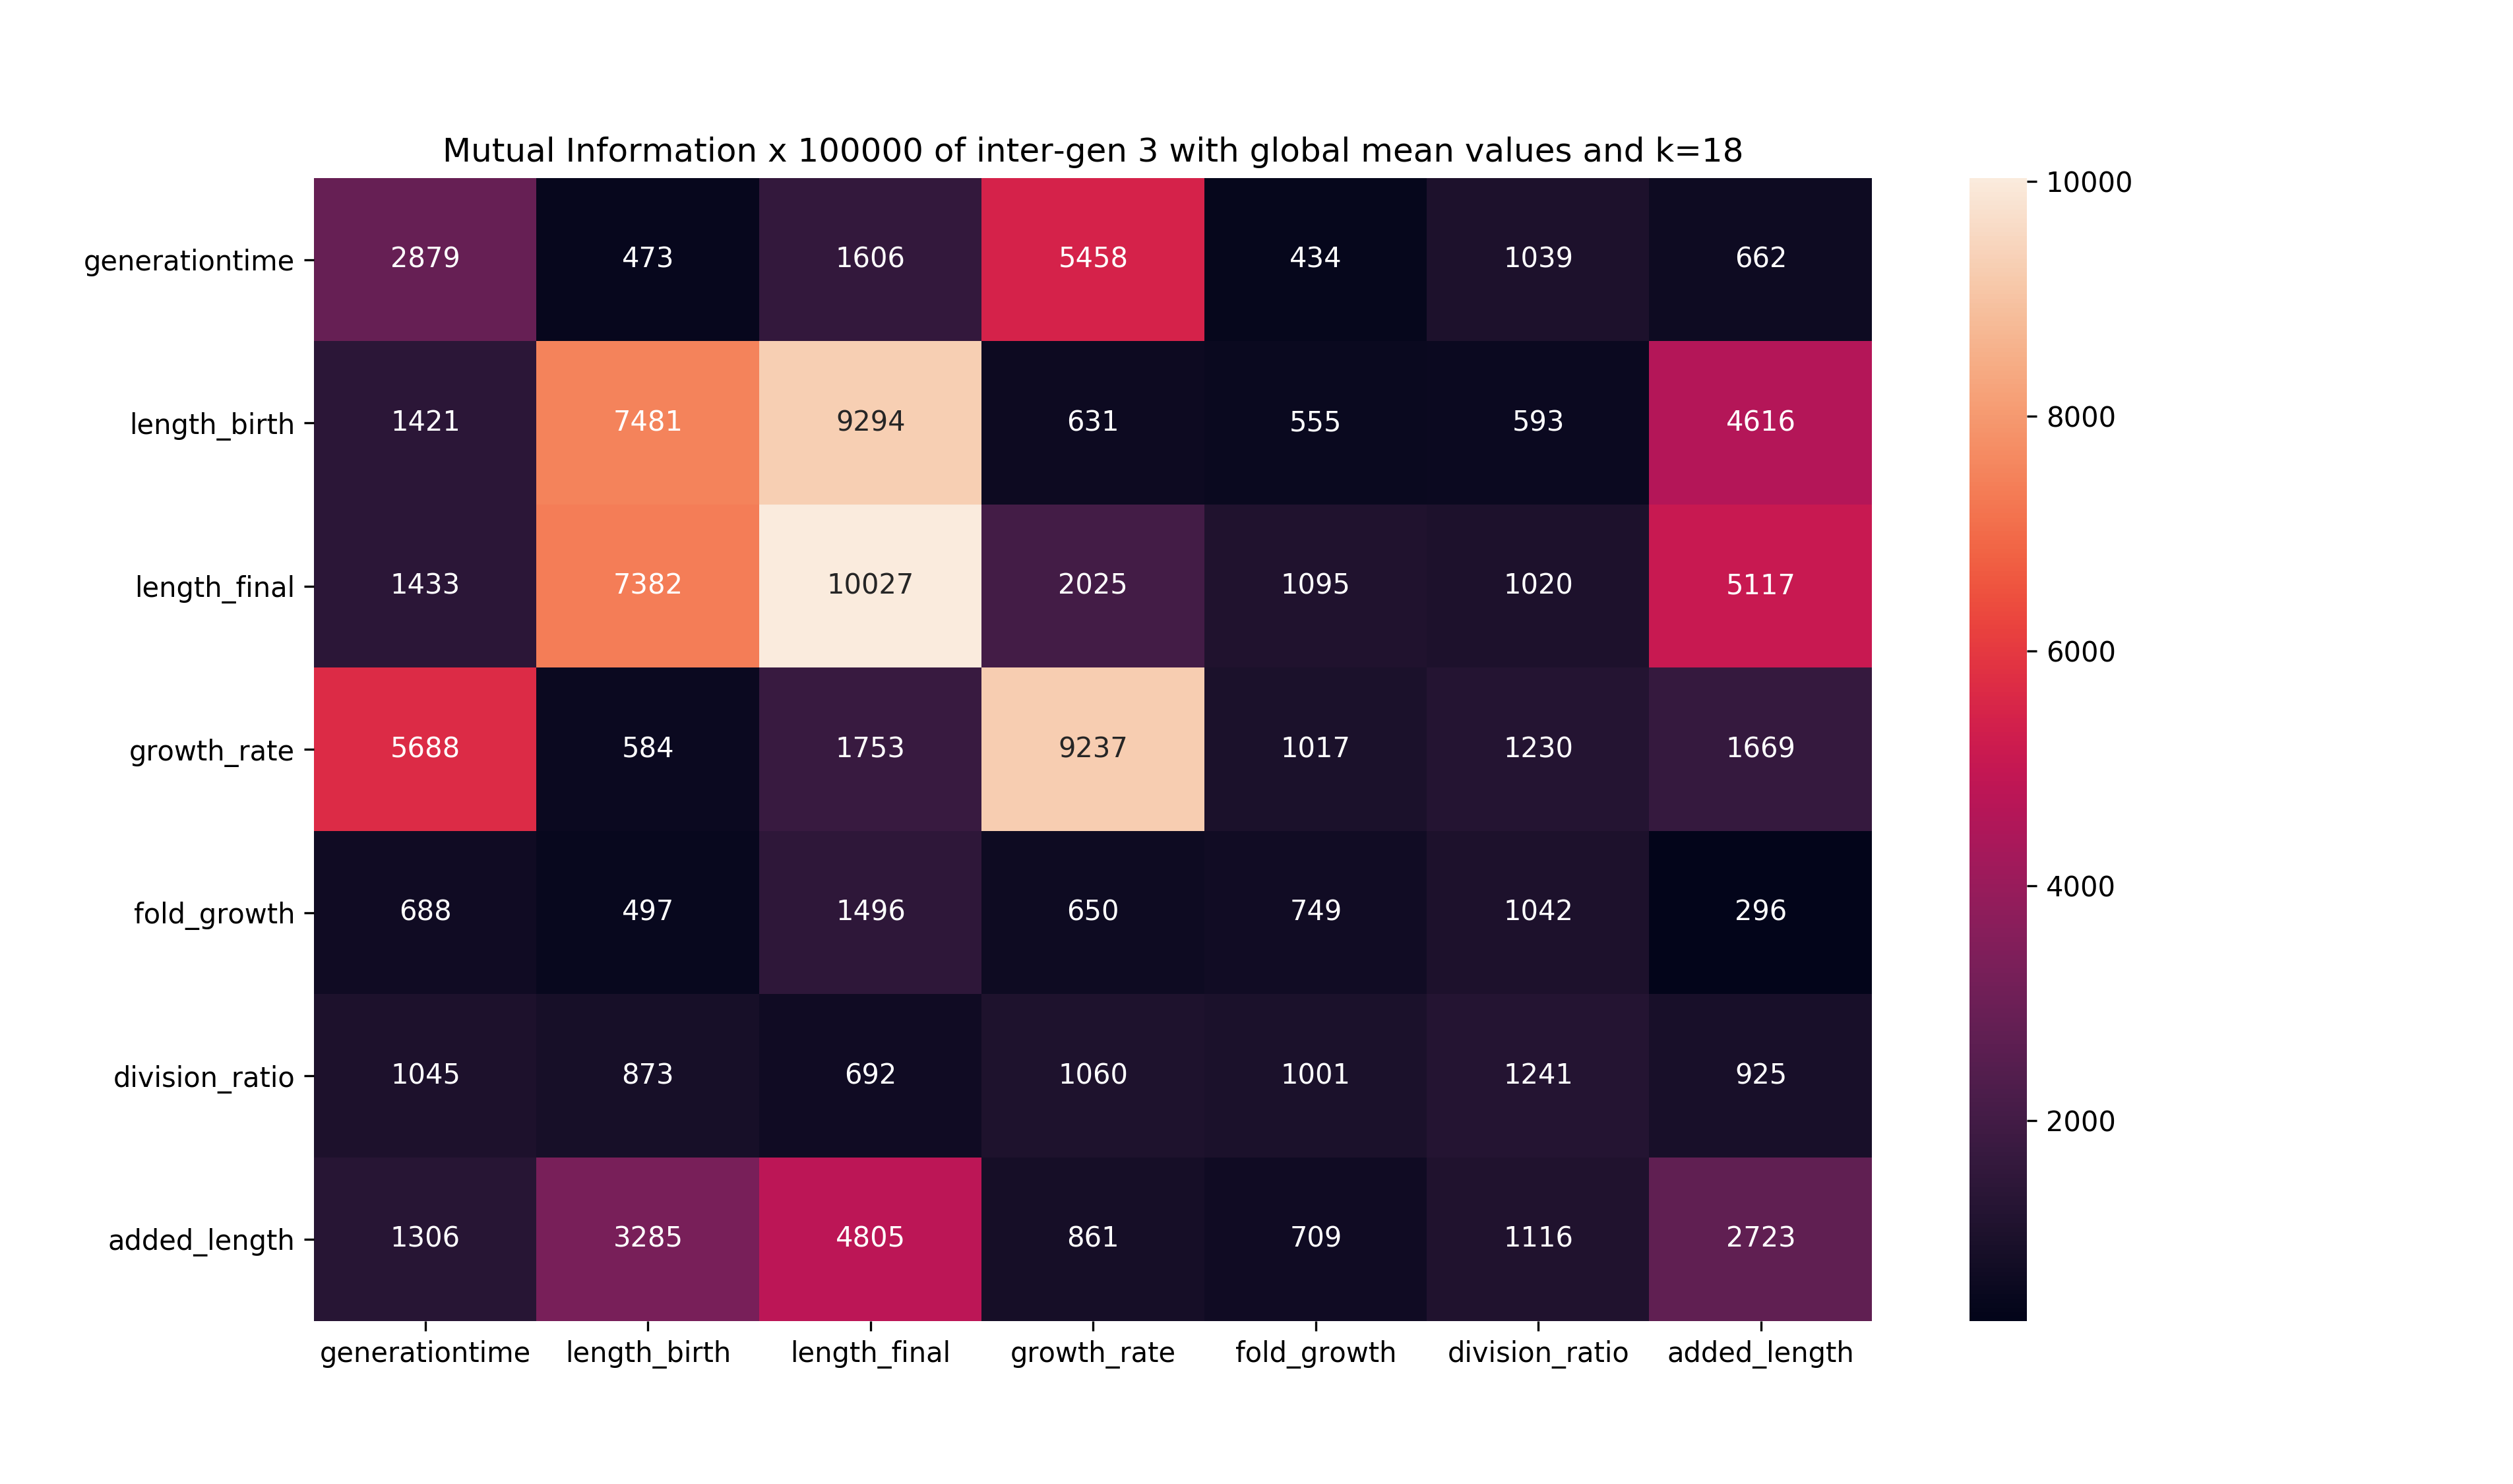 Mutual Information x 100000 of inter-gen 3 with global mean values and k=18
generationtime 2879 473 1606 5458 434 1039 662
length_birth 1421 7481 9294 631 555 593 4616
length_final 1433 7382 10027 2025 1095 1020 5117
growth_rate 5688 584 1753 9237 1017 1230 1669
fold_growth 688 497 1496 650 749 1042 296
division_ratio 1045 873 692 1060 1001 1241 925
added_length 1306 3285 4805 861 709 1116 2723
generationtime length_birth length_final growth_rate fold_growth division_ratio added_length
10000
8000
6000
4000
2000